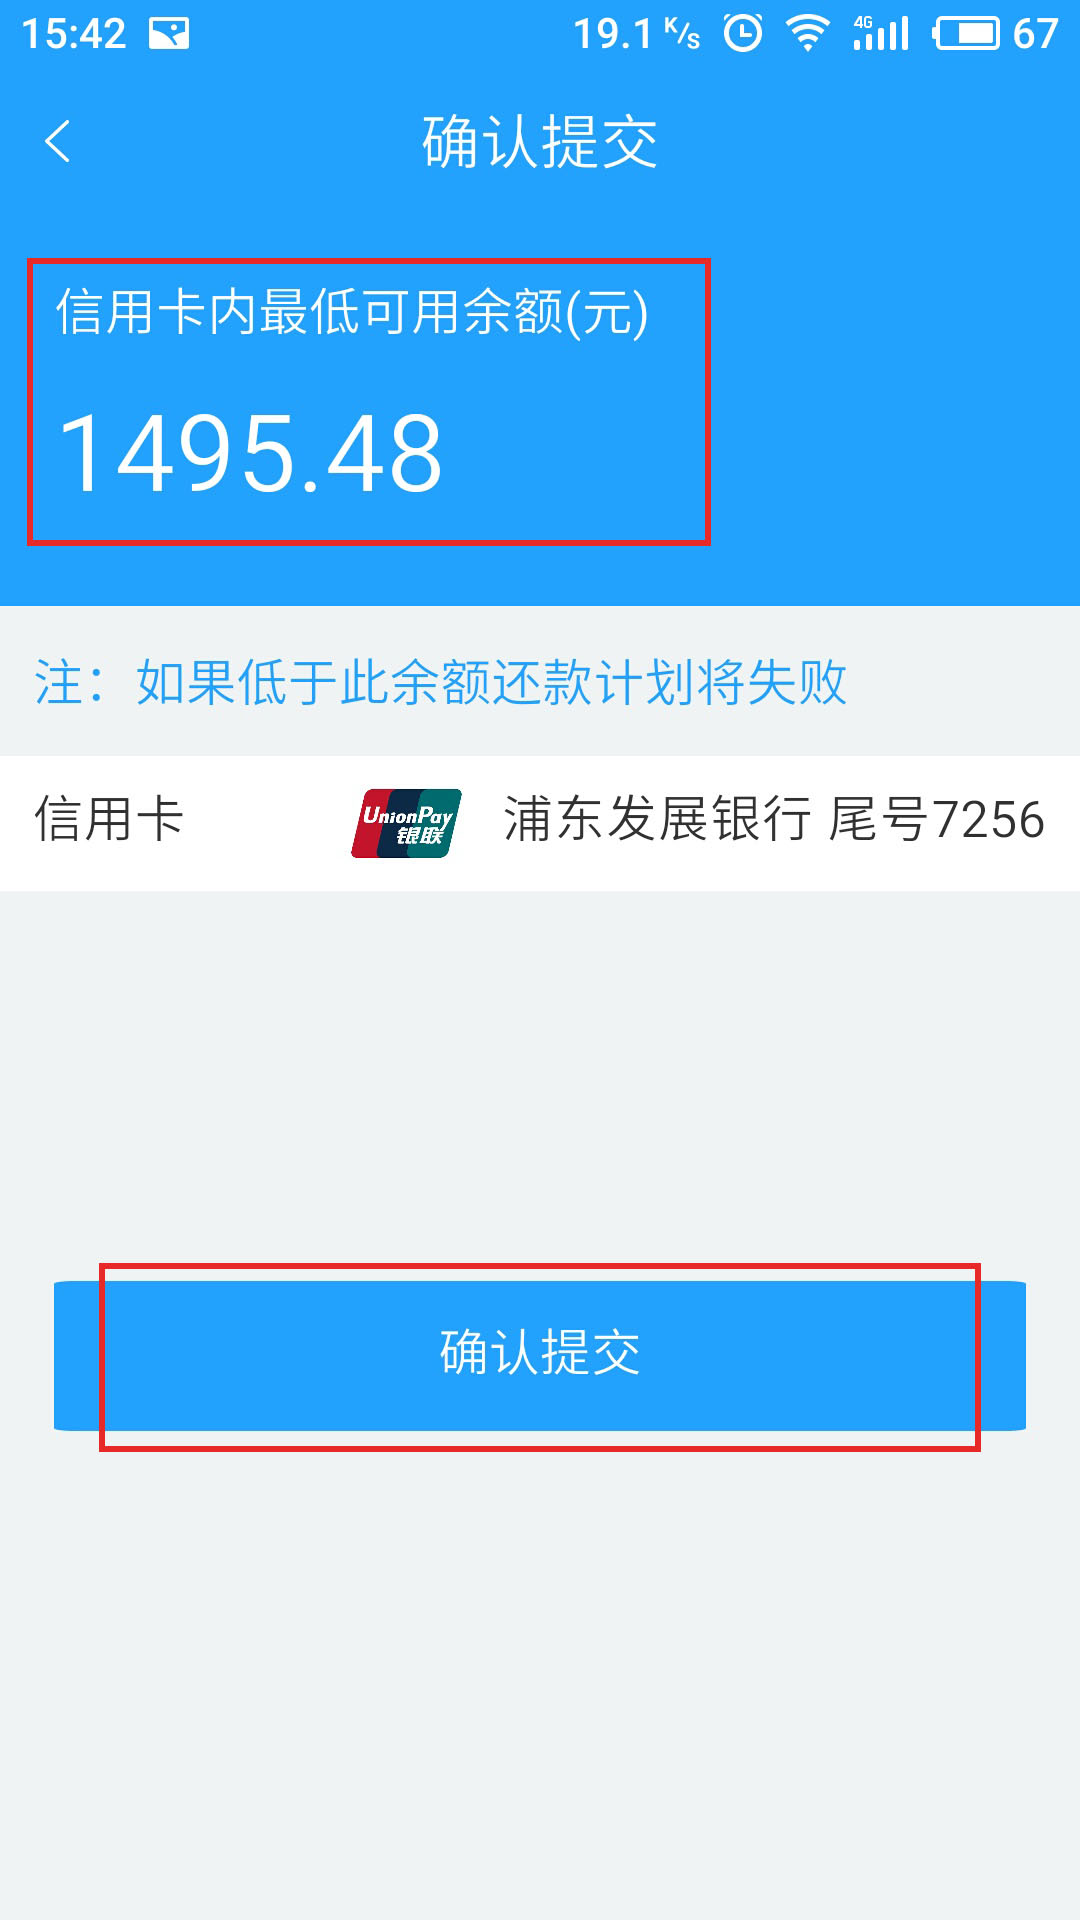 15:42 19.1 K/s 4G 67
确认提交
信用卡内最低可用余额(元)
1495.48
注：如果低于此余额还款计划将失败
信用卡 UnionPay 银联 浦东发展银行 尾号7256
确认提交